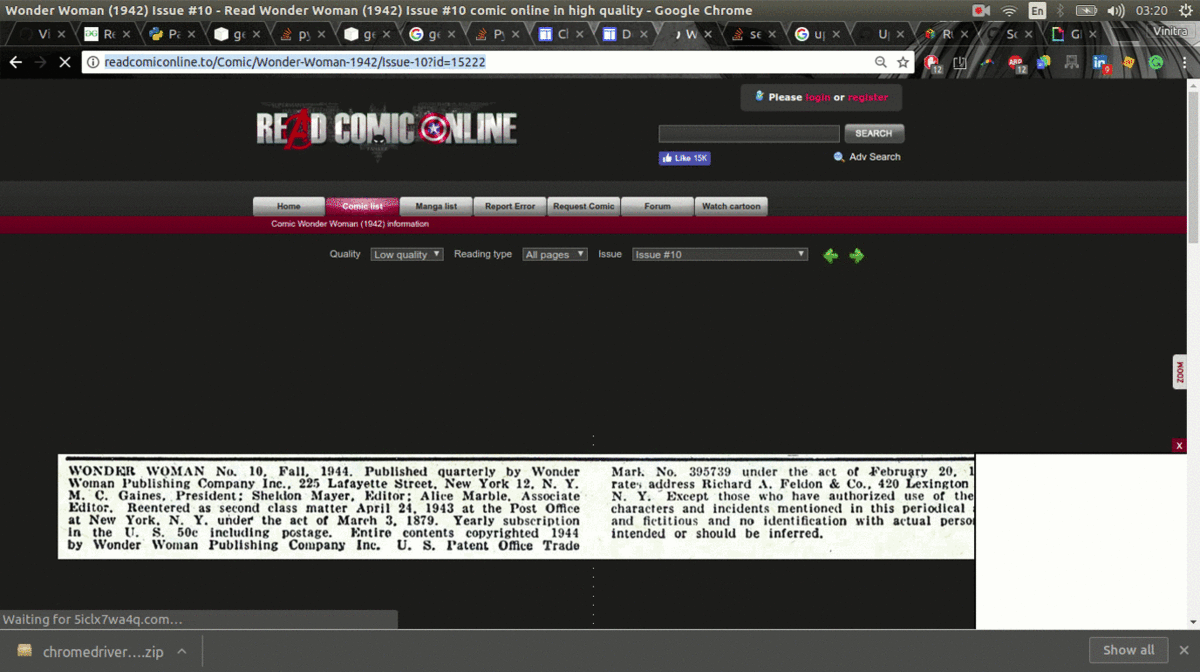 Wonder Woman (1942) Issue #10 - Read Wonder Woman (1942) Issue #10 comic online in high quality - Google Chrome
En
03:20
Vi
Re
Pa
ge
py
ge
ge
Py
Cl
D
W
se
up
Up
So
G
Vinitra
readcomiconline.to/Comic/Wonder-Woman-1942/Issue-10?id=15222
12
ABP
12
in
9
Please login or register
READ COMIC ONLINE
SEARCH
Like 15K
Adv Search
Home
Comic list
Manga list
Report Error
Request Comic
Forum
Watch cartoon
Comic Wonder Woman (1942) information
Quality
Low quality
Reading type
All pages
Issue
Issue #10
ZOOM
x
WONDER WOMAN No. 10, Fall, 1944. Published quarterly by Wonder
Woman Publishing Company Inc., 225 Lafayette Street, New York 12, N. Y.
M. C. Gaines, President; Sheldon Mayer, Editor; Alice Marble, Associate
Editor. Reentered as second class matter April 24, 1943 at the Post Office
at New York, N. Y. under the act of March 3, 1879. Yearly subscription
in the U. S. 50c including postage. Entire contents copyrighted 1944
by Wonder Woman Publishing Company Inc. U. S. Patent Office Trade
Mark No. 395739 under the act of February 20, 1
rates address Richard A. Feldon & Co., 420 Lexington
N. Y. Except those who have authorized use of the
characters and incidents mentioned in this periodical
and fictitious and no identification with actual perso
intended or should be inferred.
Waiting for 5iclx7wa4q.com...
chromedriver....zip
Show all